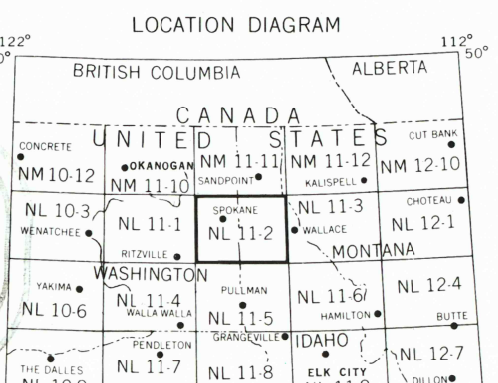 LOCATION DIAGRAM
122° 112°
50°
BRITISH COLUMBIA ALBERTA
CANADA
UNITED STATES
CONCRETE
NM 10-12
OKANOGAN
NM 11-10
NM 11-11
SANDPOINT
NM 11-12
KALISPELL
CUT BANK
NM 12-10
NL 10-3
WENATCHEE
NL 11-1
RITZVILLE
SPOKANE
NL 11-2
NL 11-3
WALLACE
CHOTEAU
NL 12-1
MONTANA
WASHINGTON
YAKIMA
NL 10-6
NL 11-4
WALLA WALLA
PULLMAN
NL 11-5
NL 11-6
HAMILTON
NL 12-4
BUTTE
THE DALLES
PENDLETON
NL 11-7
GRANGEVILLE
NL 11-8
IDAHO
ELK CITY
NL 12-7
DILLON